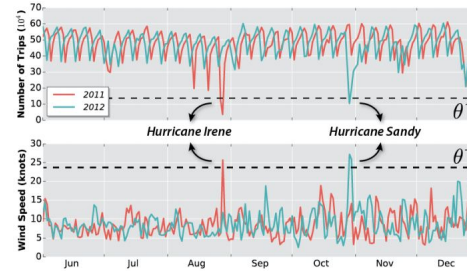 Number of Trips (10⁴)
70
60
50
40
30
20
10
0
2011
2012
θ
Hurricane Irene
Hurricane Sandy
Wind Speed (knots)
30
25
20
15
10
5
0
θ
Jun
Jul
Aug
Sep
Oct
Nov
Dec